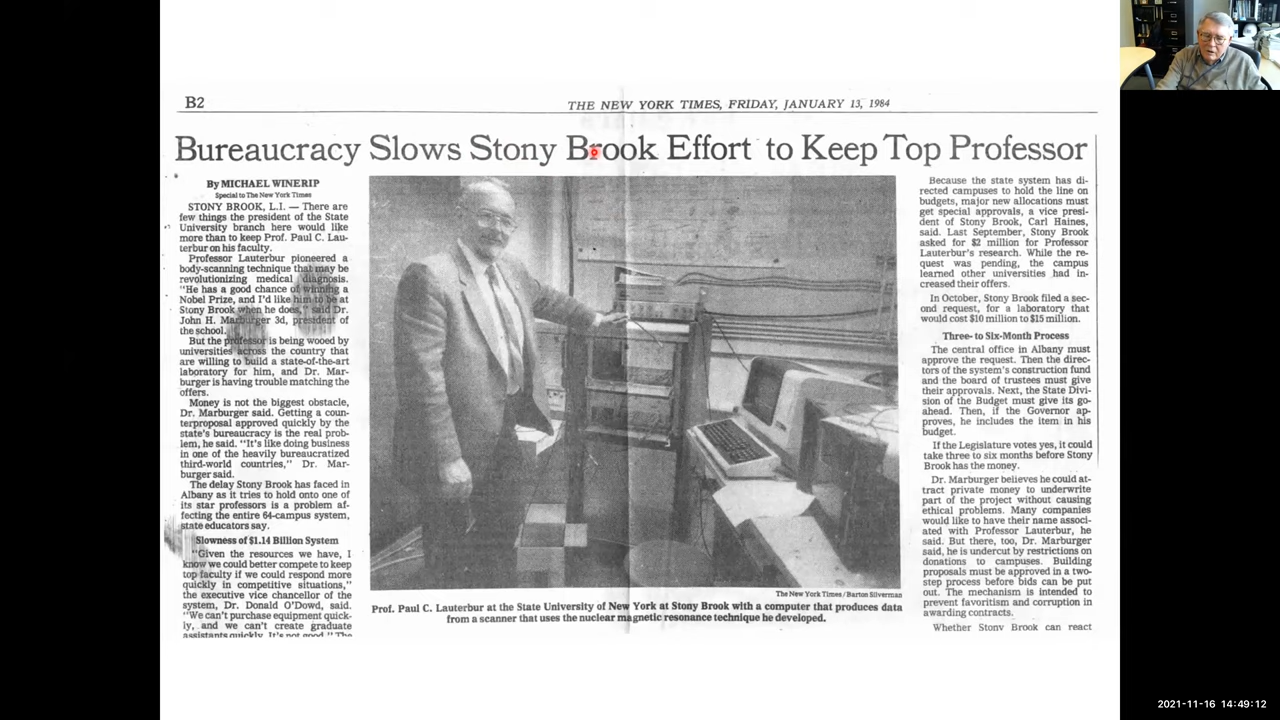 B2
THE NEW YORK TIMES, FRIDAY, JANUARY 13, 1984
Bureaucracy Slows Stony Brook Effort to Keep Top Professor
By MICHAEL WINERIP
Special to The New York Times
STONY BROOK, L.I. — There are
few things the president of the State
University branch here would like
more than to keep Prof. Paul C. Lau-
terbur on his faculty.
Professor Lauterbur pioneered a
body-scanning technique that may be
revolutionizing medical diagnosis.
"He has a good chance of winning a
Nobel Prize, and I'd like him to be at
Stony Brook when he does," said Dr.
John H. Marburger 3d, president of
the school.
But the professor is being wooed by
universities across the country that
are willing to build a state-of-the-art
laboratory for him, and Dr. Mar-
burger is having trouble matching the
offers.
Money is not the biggest obstacle,
Dr. Marburger said. Getting a coun-
terproposal approved quickly by the
state's bureaucracy is the real prob-
lem, he said. "It's like doing business
in one of the heavily bureaucratized
third-world countries," Dr. Mar-
burger said.
The delay Stony Brook has faced in
Albany as it tries to hold onto one of
its star professors is a problem af-
fecting the entire 64-campus system,
state educators say.
Slowness of $1.14 Billion System
"Given the resources we have, I
know we could better compete to keep
top faculty if we could respond more
quickly in competitive situations,"
the executive vice chancellor of the
system, Dr. Donald O'Dowd, said.
"We can't purchase equipment quick-
ly, and we can't create graduate
assistants quickly. It's not good." The
The New York Times/Barton Silverman
Prof. Paul C. Lauterbur at the State University of New York at Stony Brook with a computer that produces data
from a scanner that uses the nuclear magnetic resonance technique he developed.
Because the state system has di-
rected campuses to hold the line on
budgets, major new allocations must
get special approvals, a vice presi-
dent of Stony Brook, Carl Haines,
said. Last September, Stony Brook
asked for $2 million for Professor
Lauterbur's research. While the re-
quest was pending, the campus
learned other universities had in-
creased their offers.
In October, Stony Brook filed a sec-
ond request, for a laboratory that
would cost $10 million to $15 million.
Three- to Six-Month Process
The central office in Albany must
approve the request. Then the direc-
tors of the system's construction fund
and the board of trustees must give
their approvals. Next, the State Divi-
sion of the Budget must give its go-
ahead. Then, if the Governor ap-
proves, he includes the item in his
budget.
If the Legislature votes yes, it could
take three to six months before Stony
Brook has the money.
Dr. Marburger believes he could at-
tract private money to underwrite
part of the project without causing
ethical problems. Many companies
would like to have their name associ-
ated with Professor Lauterbur, he
said. But there, too, Dr. Marburger
said, he is undercut by restrictions on
donations to campuses. Building
proposals must be approved in a two-
step process before bids can be put
out. The mechanism is intended to
prevent favoritism and corruption in
awarding contracts.
Whether Stony Brook can react
2021-11-16 14:49:12